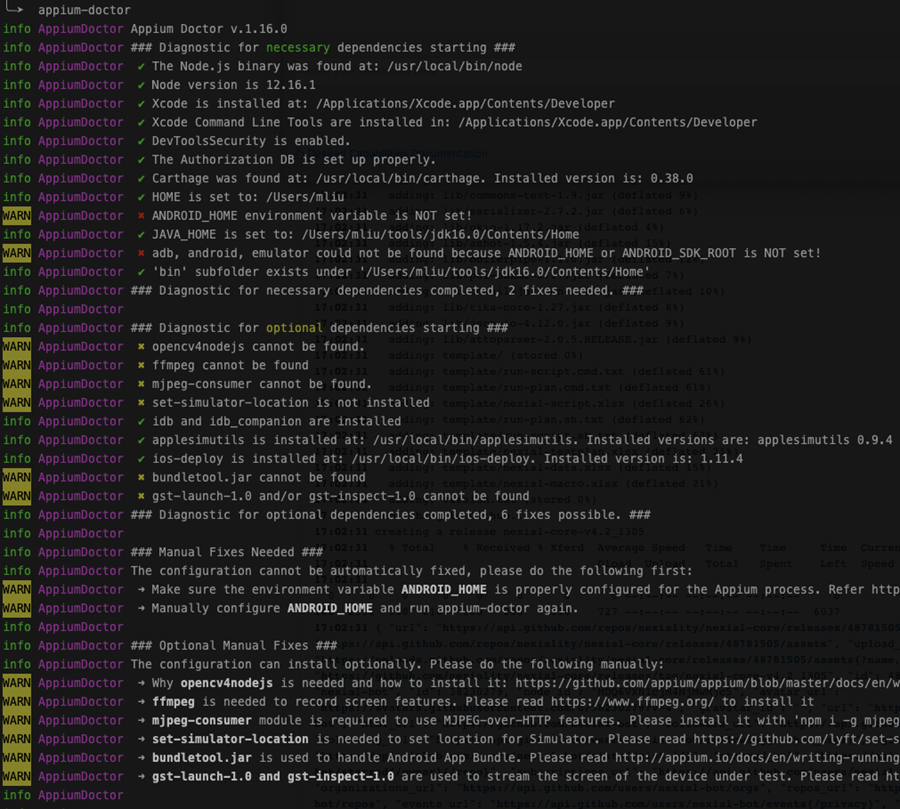 appium-doctor
info AppiumDoctor Appium Doctor v.1.16.0
info AppiumDoctor ### Diagnostic for necessary dependencies starting ###
info AppiumDoctor ✔ The Node.js binary was found at: /usr/local/bin/node
info AppiumDoctor ✔ Node version is 12.16.1
info AppiumDoctor ✔ Xcode is installed at: /Applications/Xcode.app/Contents/Developer
info AppiumDoctor ✔ Xcode Command Line Tools are installed in: /Applications/Xcode.app/Contents/Developer
info AppiumDoctor ✔ DevToolsSecurity is enabled.
info AppiumDoctor ✔ The Authorization DB is set up properly.
info AppiumDoctor ✔ Carthage was found at: /usr/local/bin/carthage. Installed version is: 0.38.0
info AppiumDoctor ✔ HOME is set to: /Users/mliu
WARN AppiumDoctor ✖ ANDROID_HOME environment variable is NOT set!
info AppiumDoctor ✔ JAVA_HOME is set to: /Users/mliu/tools/jdk16.0/Contents/Home
WARN AppiumDoctor ✖ adb, android, emulator could not be found because ANDROID_HOME or ANDROID_SDK_ROOT is NOT set!
info AppiumDoctor ✔ 'bin' subfolder exists under '/Users/mliu/tools/jdk16.0/Contents/Home'
info AppiumDoctor ### Diagnostic for necessary dependencies completed, 2 fixes needed. ###
info AppiumDoctor
info AppiumDoctor ### Diagnostic for optional dependencies starting ###
WARN AppiumDoctor ✖ opencv4nodejs cannot be found.
WARN AppiumDoctor ✖ ffmpeg cannot be found
WARN AppiumDoctor ✖ mjpeg-consumer cannot be found.
WARN AppiumDoctor ✖ set-simulator-location is not installed
info AppiumDoctor ✔ idb and idb_companion are installed
info AppiumDoctor ✔ applesimutils is installed at: /usr/local/bin/applesimutils. Installed versions are: applesimutils 0.9.4
info AppiumDoctor ✔ ios-deploy is installed at: /usr/local/bin/ios-deploy. Installed version is: 1.11.4
WARN AppiumDoctor ✖ bundletool.jar cannot be found
WARN AppiumDoctor ✖ gst-launch-1.0 and/or gst-inspect-1.0 cannot be found
info AppiumDoctor ### Diagnostic for optional dependencies completed, 6 fixes possible. ###
info AppiumDoctor
info AppiumDoctor ### Manual Fixes Needed ###
info AppiumDoctor The configuration cannot be automatically fixed, please do the following first:
WARN AppiumDoctor ➜ Make sure the environment variable ANDROID_HOME is properly configured for the Appium process. Refer http
WARN AppiumDoctor ➜ Manually configure ANDROID_HOME and run appium-doctor again.
info AppiumDoctor
info AppiumDoctor ### Optional Manual Fixes ###
info AppiumDoctor The configuration can install optionally. Please do the following manually:
WARN AppiumDoctor ➜ Why opencv4nodejs is needed and how to install it: https://github.com/appium/appium/blob/master/docs/en/w
WARN AppiumDoctor ➜ ffmpeg is needed to record screen features. Please read https://www.ffmpeg.org/ to install it
WARN AppiumDoctor ➜ mjpeg-consumer module is required to use MJPEG-over-HTTP features. Please install it with 'npm i -g mjpeg
WARN AppiumDoctor ➜ set-simulator-location is needed to set location for Simulator. Please read https://github.com/lyft/set-s
WARN AppiumDoctor ➜ bundletool.jar is used to handle Android App Bundle. Please read http://appium.io/docs/en/writing-running
WARN AppiumDoctor ➜ gst-launch-1.0 and gst-inspect-1.0 are used to stream the screen of the device under test. Please read ht
info AppiumDoctor